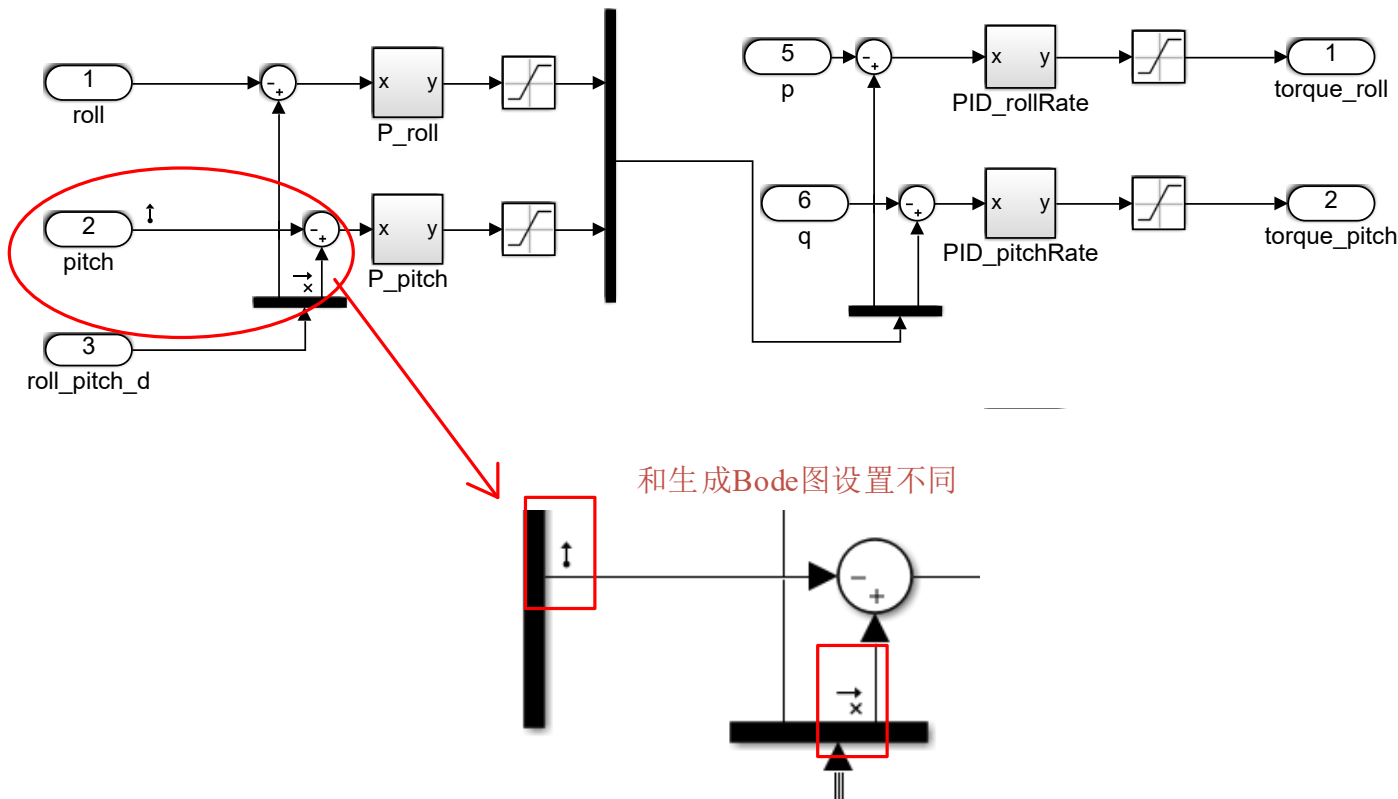 1
roll
-
+
x y
P_roll
2
pitch
-
+
x y
P_pitch
3
roll_pitch_d
5
p
-
+
x y
PID_rollRate
1
torque_roll
6
q
-
+
x y
PID_pitchRate
2
torque_pitch
和生成Bode图设置不同
-
+